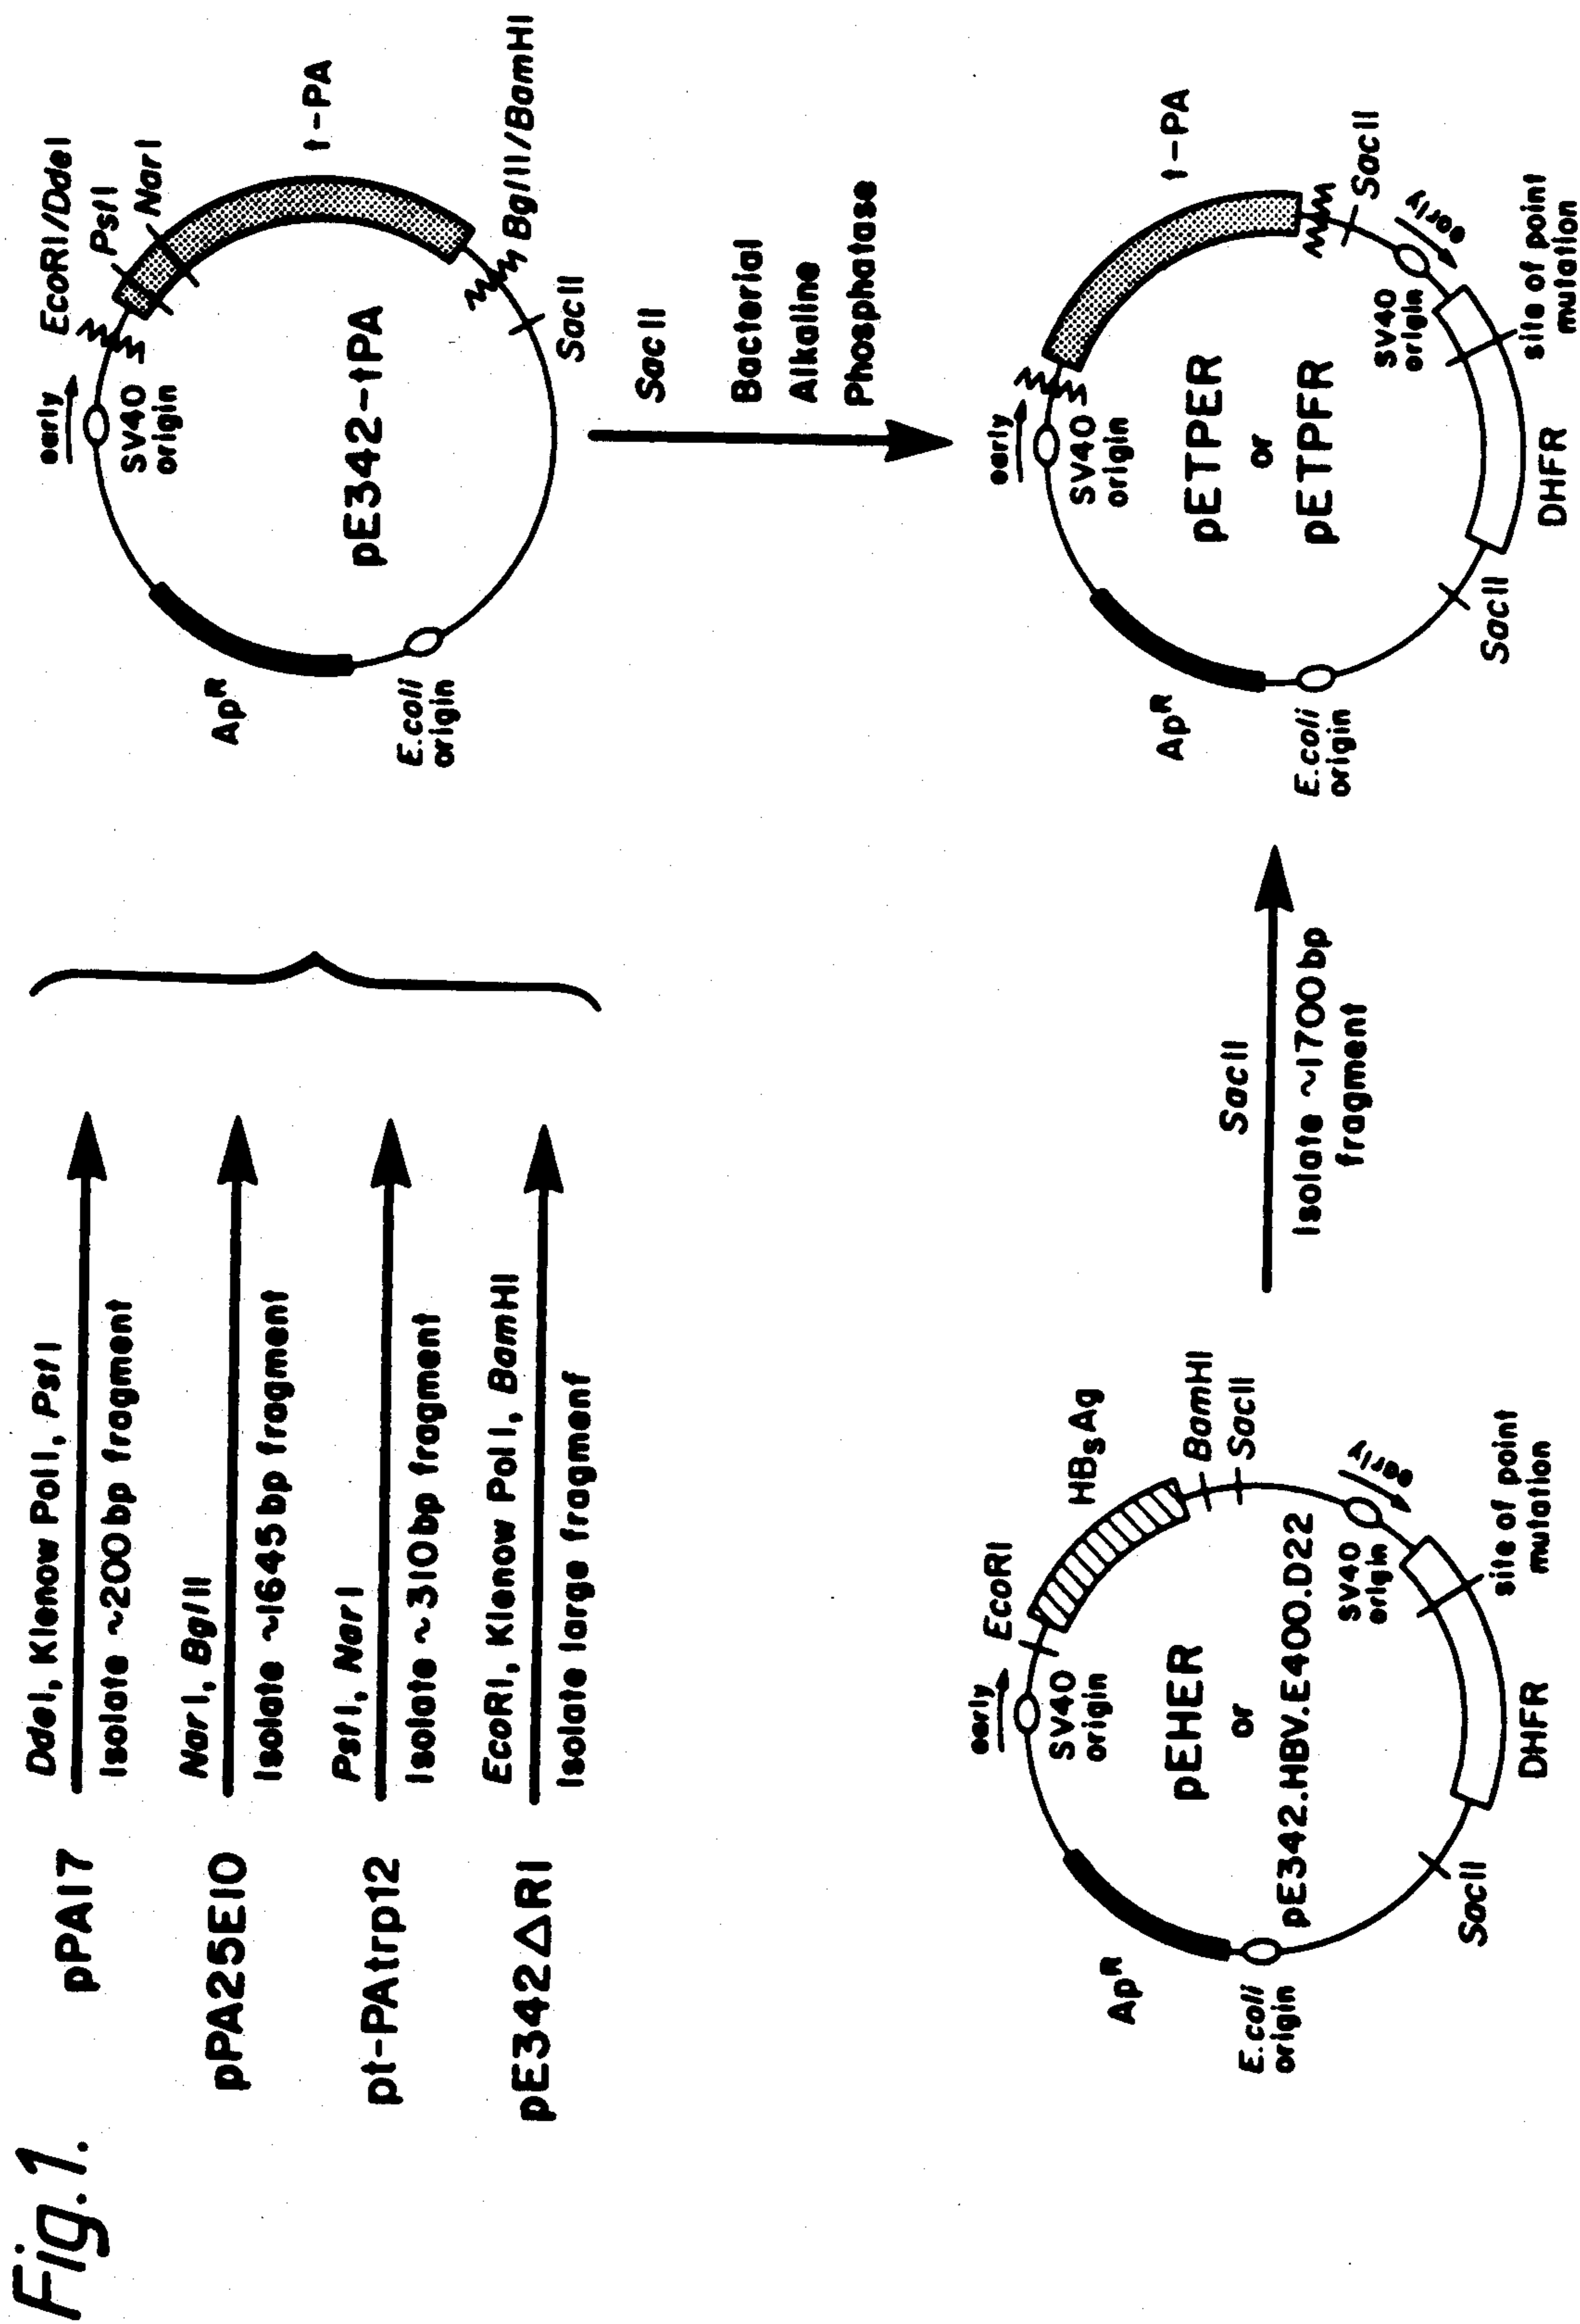 Fig.1.
pPA17
DdeI, Klenow PolI, PstI
Isolate ~200bp fragment
pPA25E10
NarI, BglII
Isolate ~1645bp fragment
pt-PAtrp12
PstI, NarI
Isolate ~310bp fragment
pE342ΔR1
EcoRI, Klenow PolI, BamHI
Isolate large fragment
early
SV40
origin
EcoRI/DdeI
PstI
NarI
t-PA
BglII/BamHI
SacII
pE342-tPA
ApR
E.coli
origin
SacII
Bacterial
Alkaline
Phosphatase
early
SV40
origin
EcoRI
HBsAg
BamHI
SacII
early
SV40
origin
site of point
mutation
DHFR
SacII
E.coli
origin
ApR
pEHER
or
pE342.HBV.E400.D22
SacII
Isolate ~1700bp
fragment
early
SV40
origin
t-PA
SacII
early
SV40
origin
site of point
mutation
DHFR
SacII
E.coli
origin
ApR
pETPER
or
pETPFR